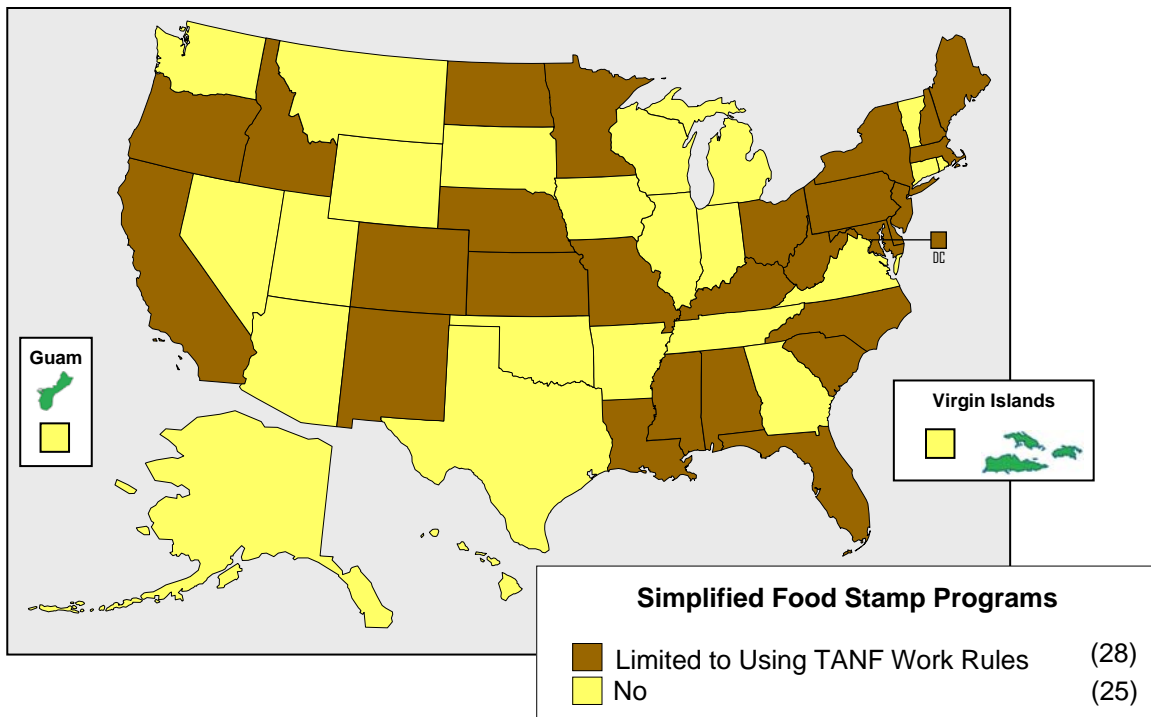 DC
Guam
Virgin Islands
Simplified Food Stamp Programs
Limited to Using TANF Work Rules (28)
No (25)